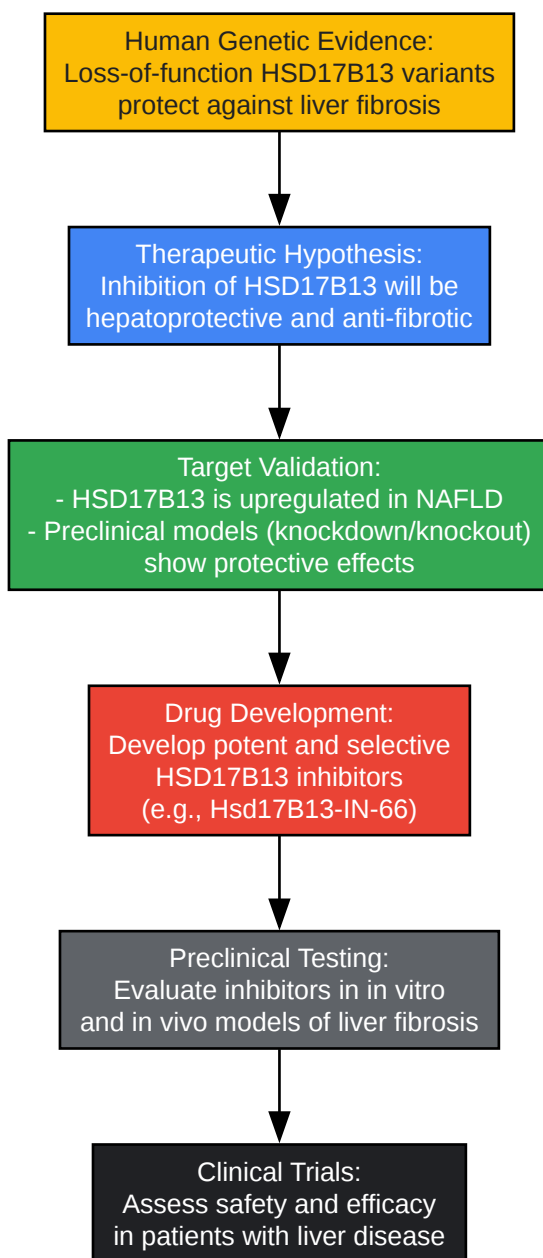 Human Genetic Evidence:
Loss-of-function HSD17B13 variants
protect against liver fibrosis
Therapeutic Hypothesis:
Inhibition of HSD17B13 will be
hepatoprotective and anti-fibrotic
Target Validation:
- HSD17B13 is upregulated in NAFLD
- Preclinical models (knockdown/knockout)
show protective effects
Drug Development:
Develop potent and selective
HSD17B13 inhibitors
(e.g., Hsd17B13-IN-66)
Preclinical Testing:
Evaluate inhibitors in in vitro
and in vivo models of liver fibrosis
Clinical Trials:
Assess safety and efficacy
in patients with liver disease